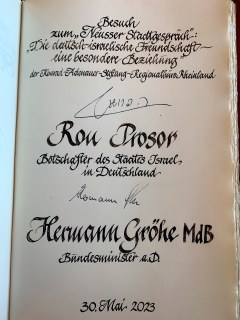 Besuch
zum „Neusser Stadtgespräch“:
„Die deutsch-israelische Freundschaft –
eine besondere Beziehung“
der Konrad-Adenauer-Stiftung – Regionalbüro Rheinland
Ron Prosor
Botschafter des Staates Israel
in Deutschland
Hermann
Hermann Gröhe MdB
Bundesminister a.D.
30. Mai 2023